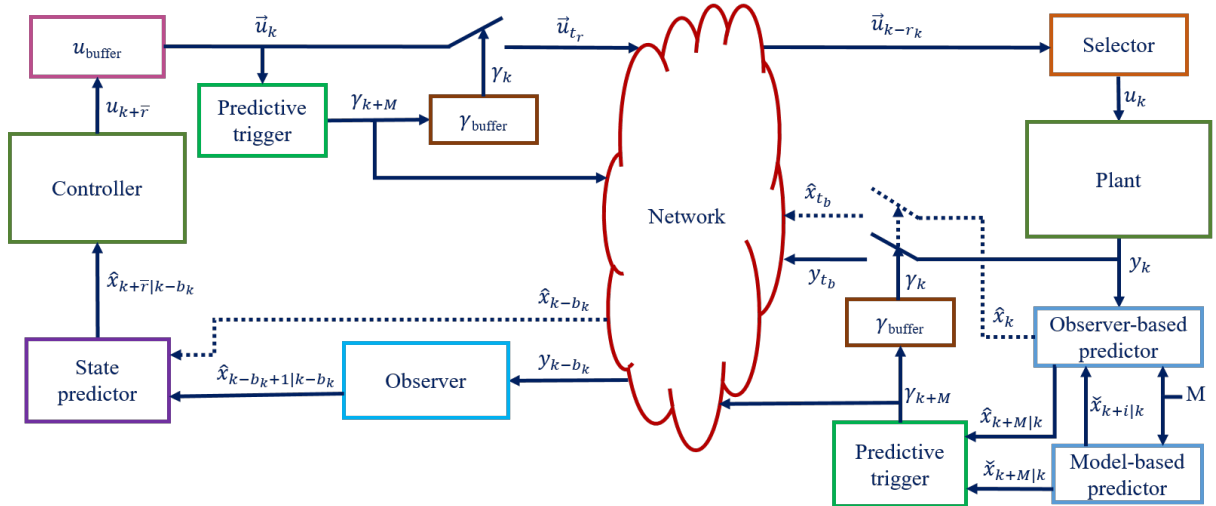 u_buffer
u⃗_k
u⃗_{t_r}
u⃗_{k−r_k}
Selector
γ_k
u_k
u_{k+r̅}
Predictive
trigger
γ_{k+M}
γ_buffer
Controller
Plant
x̂_{t_b}
Network
y_{t_b}
y_k
γ_k
x̂_{k+r̅|k−b_k}
x̂_{k−b_k}
γ_buffer
x̂_k
Observer-based
predictor
State
predictor
x̂_{k−b_k+1|k−b_k}
Observer
y_{k−b_k}
γ_{k+M}
x̂_{k+M|k}
x̌_{k+i|k}
M
Predictive
trigger
x̌_{k+M|k}
Model-based
predictor